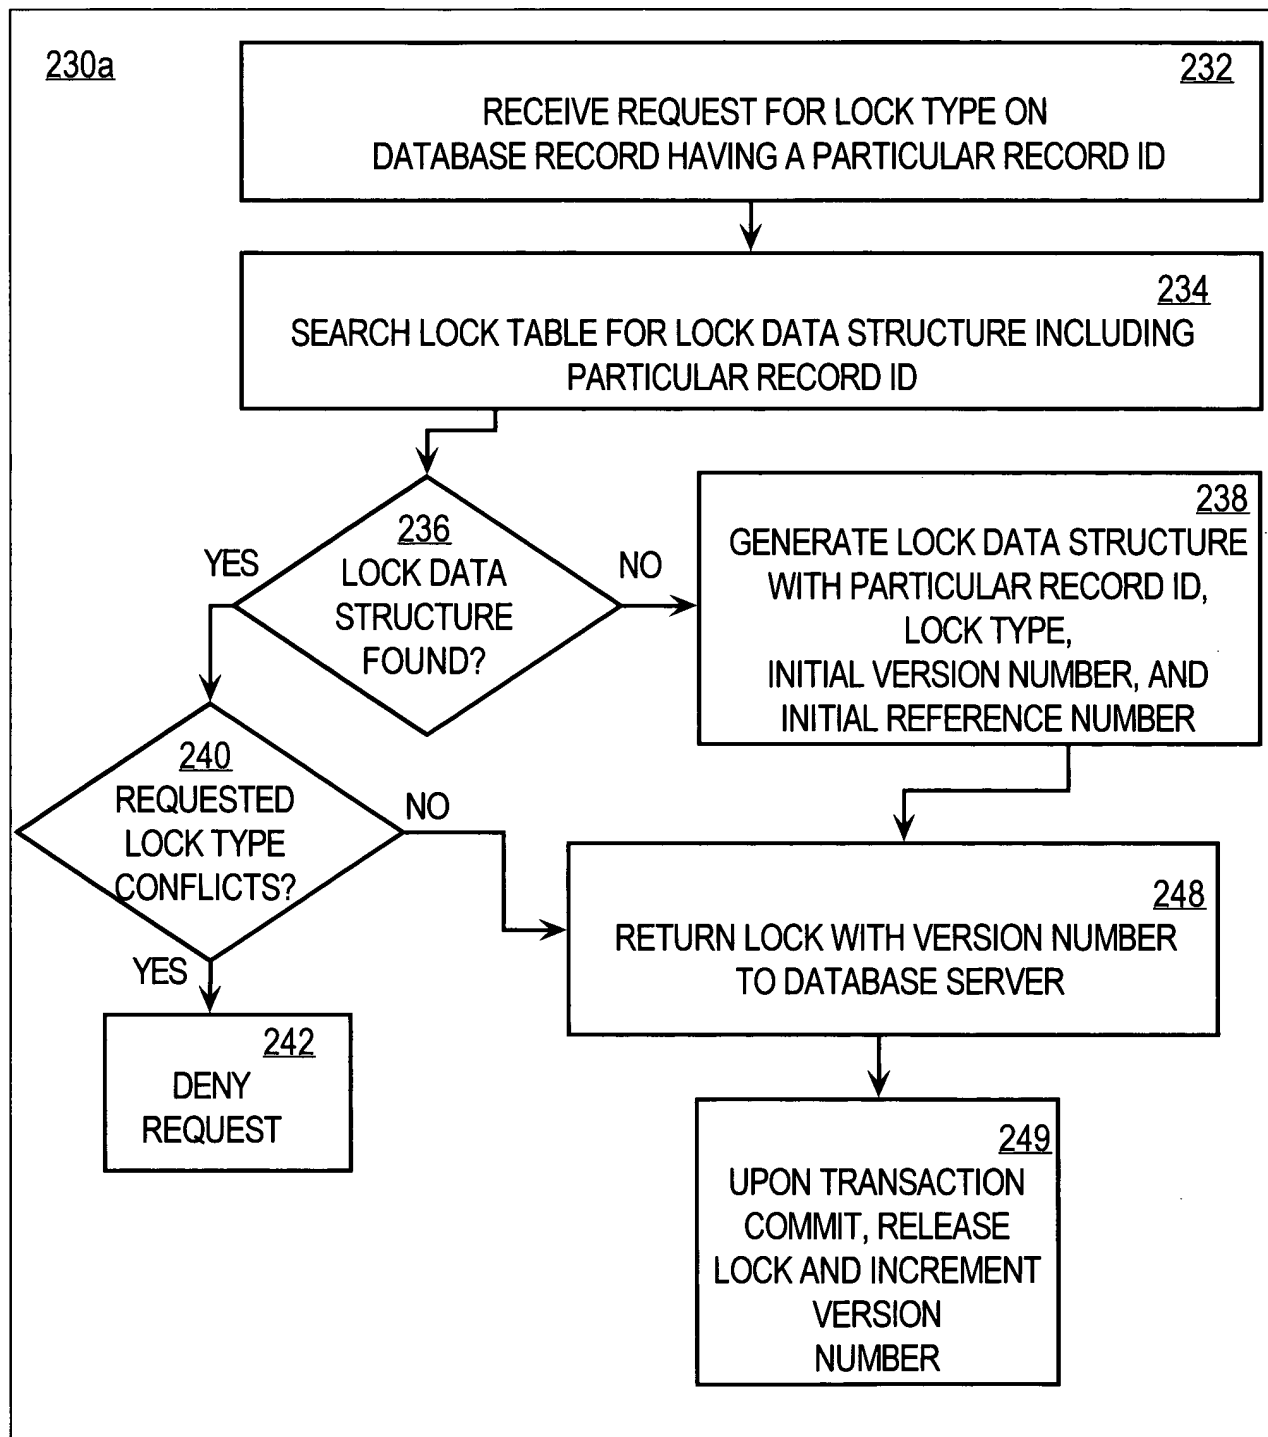 230a
232
RECEIVE REQUEST FOR LOCK TYPE ON
DATABASE RECORD HAVING A PARTICULAR RECORD ID
234
SEARCH LOCK TABLE FOR LOCK DATA STRUCTURE INCLUDING
PARTICULAR RECORD ID
236
LOCK DATA
STRUCTURE
FOUND?
YES
NO
238
GENERATE LOCK DATA STRUCTURE
WITH PARTICULAR RECORD ID,
LOCK TYPE,
INITIAL VERSION NUMBER, AND
INITIAL REFERENCE NUMBER
240
REQUESTED
LOCK TYPE
CONFLICTS?
NO
YES
248
RETURN LOCK WITH VERSION NUMBER
TO DATABASE SERVER
242
DENY
REQUEST
249
UPON TRANSACTION
COMMIT, RELEASE
LOCK AND INCREMENT
VERSION
NUMBER